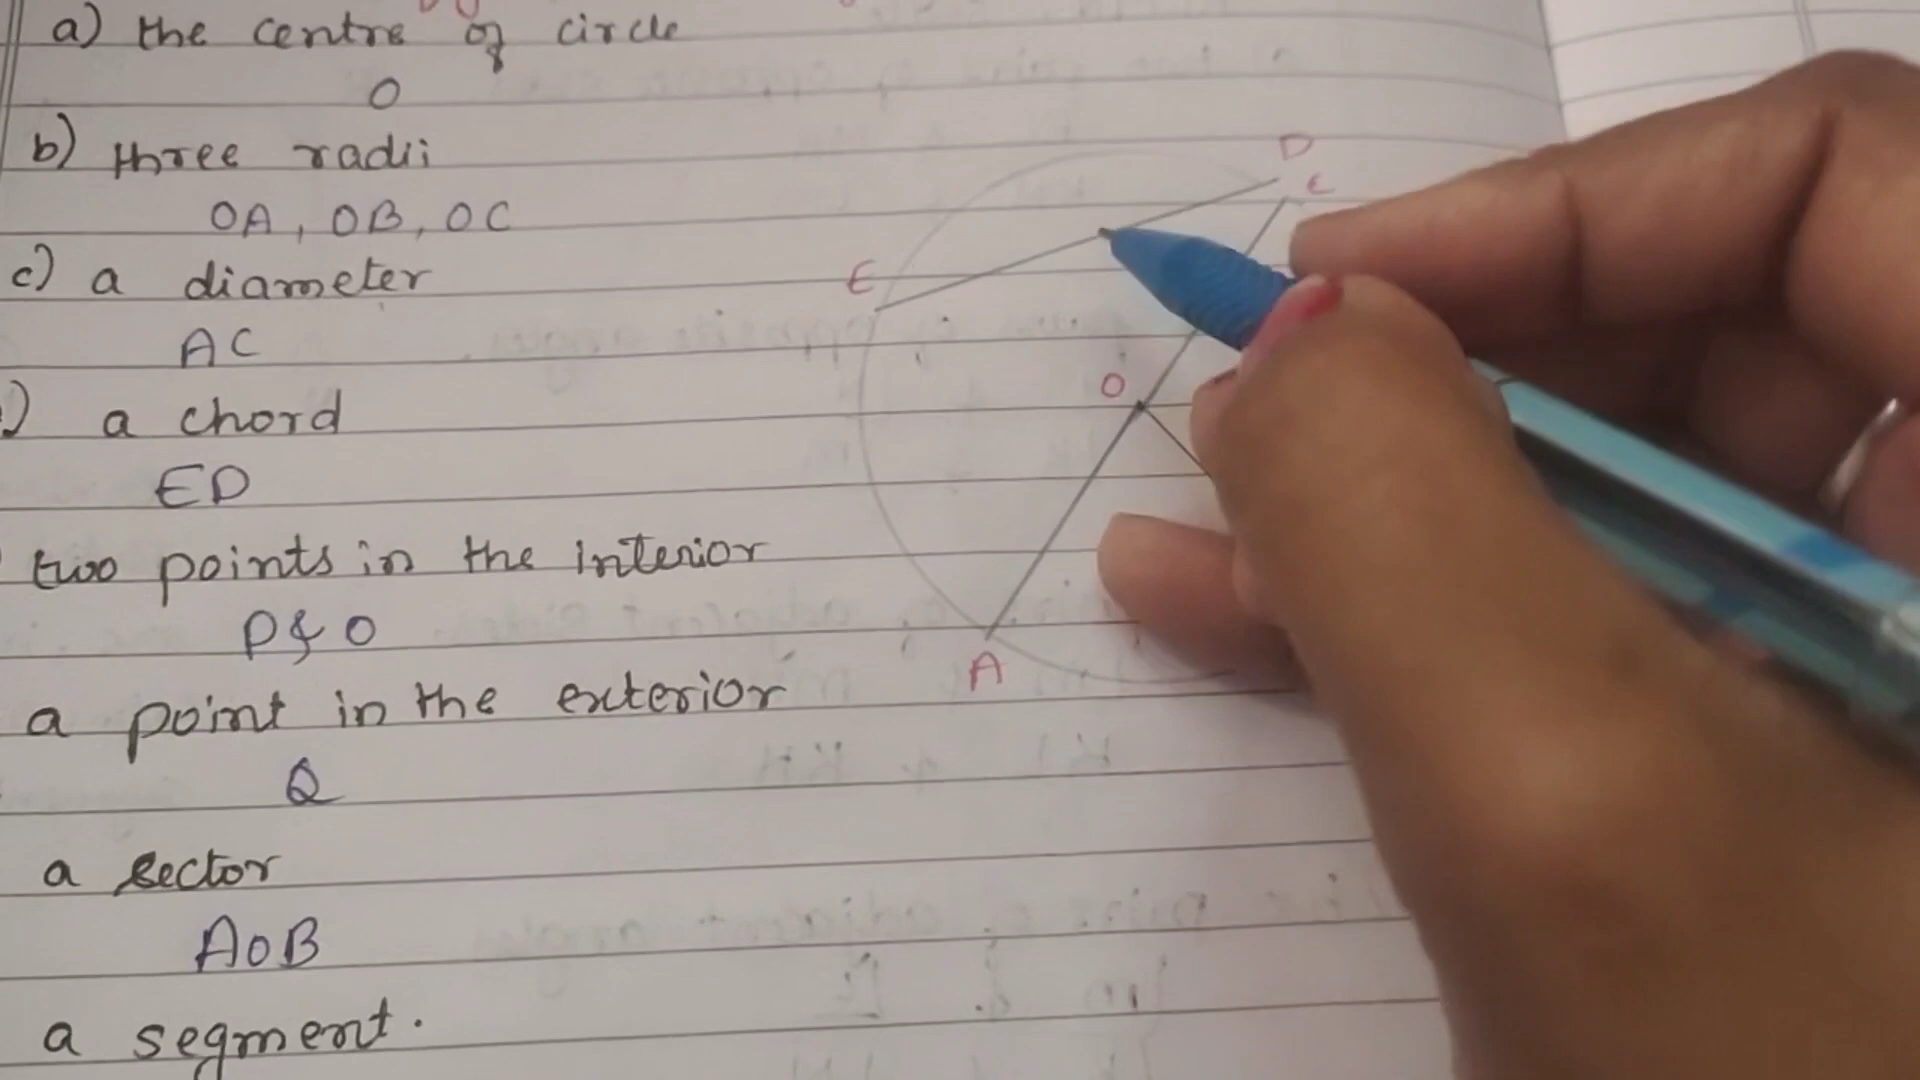 a) the centre of circle
O
b) three radii
OA, OB, OC
c) a diameter
AC
) a chord
ED
two points in the interior
P & O
a point in the exterior
Q
a sector
AOB
a segment.
D
C
E
O
A